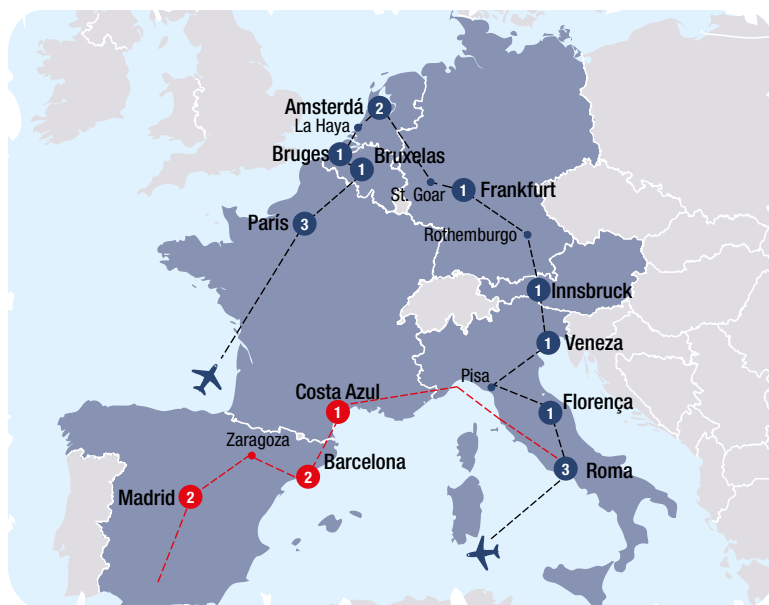 Amsterdá
2
La Haya
Bruges
1
Bruxelas
1
St. Goar
1
Frankfurt
París
3
Rothemburgo
1
Innsbruck
1
Veneza
Pisa
Costa Azul
1
1
Florença
Zaragoza
Barcelona
2
3
Roma
Madrid
2